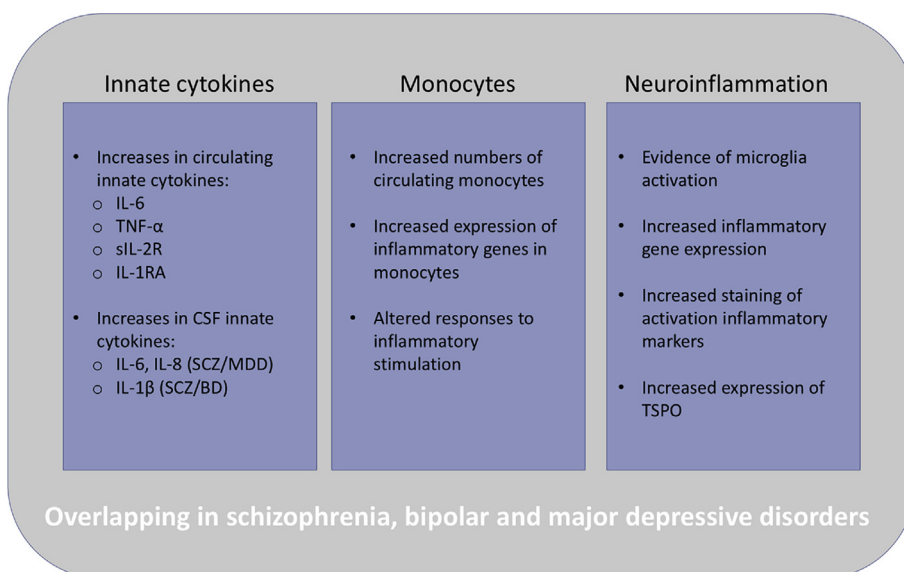 Innate cytokines
• Increases in circulating
innate cytokines:
o IL-6
o TNF-α
o sIL-2R
o IL-1RA
• Increases in CSF innate
cytokines:
o IL-6, IL-8 (SCZ/MDD)
o IL-1β (SCZ/BD)
Monocytes
• Increased numbers of
circulating monocytes
• Increased expression of
inflammatory genes in
monocytes
• Altered responses to
inflammatory
stimulation
Neuroinflammation
• Evidence of microglia
activation
• Increased inflammatory
gene expression
• Increased staining of
activation inflammatory
markers
• Increased expression of
TSPO
Overlapping in schizophrenia, bipolar and major depressive disorders